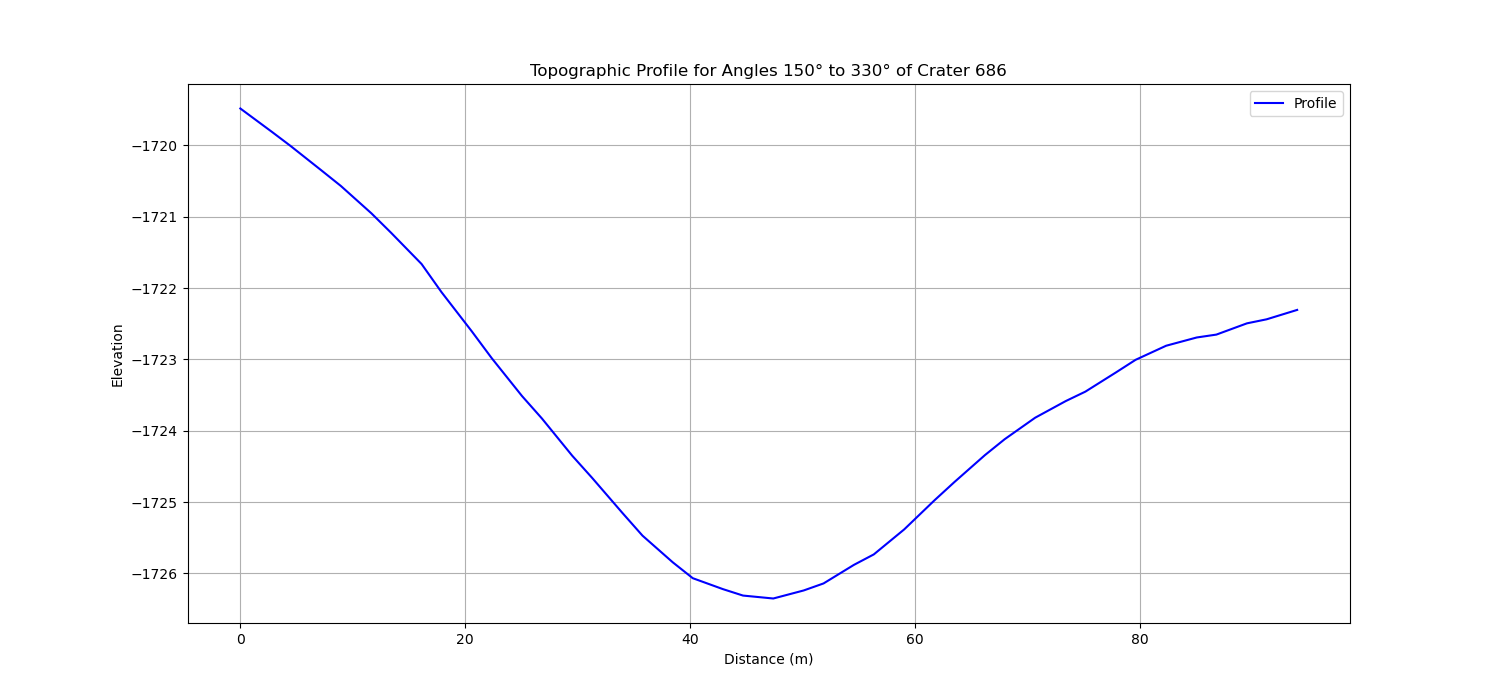 Topographic Profile for Angles 150° to 330° of Crater 686
Profile
−1720
−1721
−1722
−1723
−1724
−1725
−1726
Elevation
0 20 40 60 80
Distance (m)